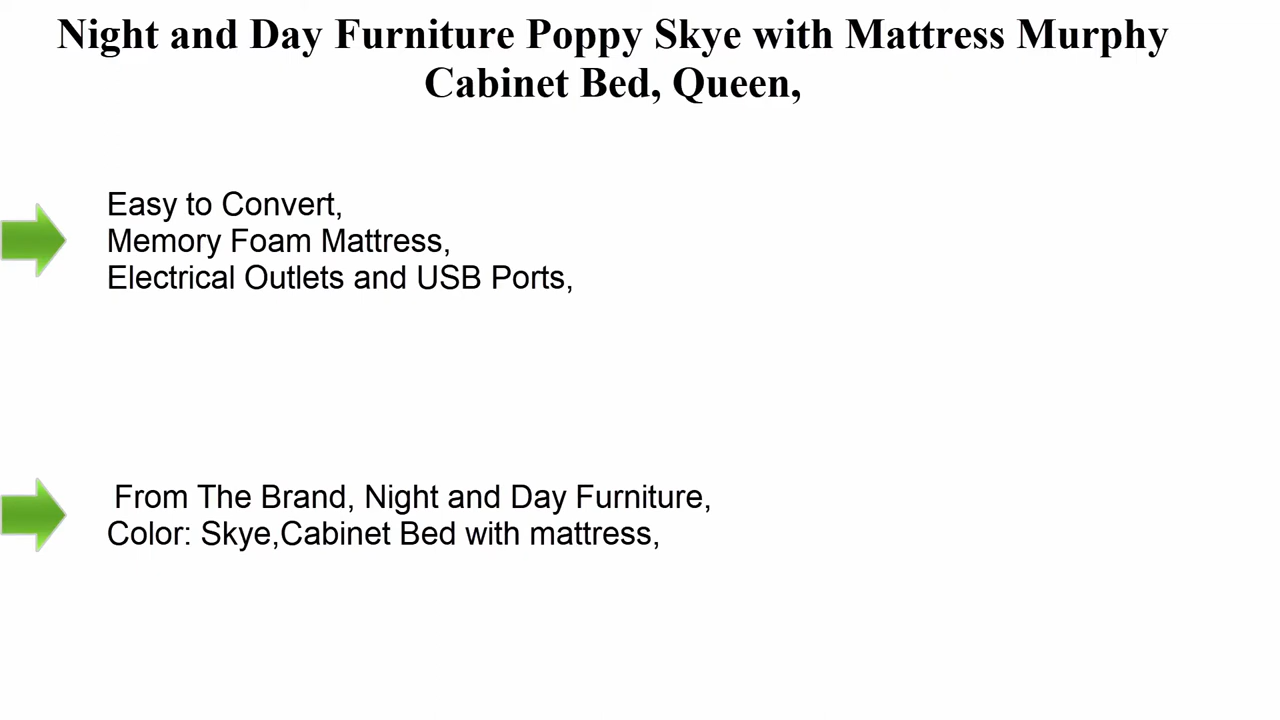 Night and Day Furniture Poppy Skye with Mattress Murphy
Cabinet Bed, Queen,
Easy to Convert,
Memory Foam Mattress,
Electrical Outlets and USB Ports,
From The Brand, Night and Day Furniture,
Color: Skye,Cabinet Bed with mattress,